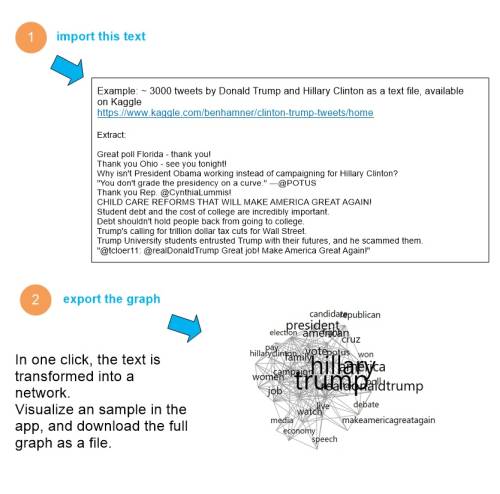 1
import this text
Example: ~ 3000 tweets by Donald Trump and Hillary Clinton as a text file, available
on Kaggle
https://www.kaggle.com/benhamner/clinton-trump-tweets/home
Extract:
Great poll Florida - thank you!
Thank you Ohio - see you tonight!
Why isn't President Obama working instead of campaigning for Hillary Clinton?
"You don't grade the presidency on a curve." —@POTUS
Thank you Rep. @CynthiaLummis!
CHILD CARE REFORMS THAT WILL MAKE AMERICA GREAT AGAIN!
Student debt and the cost of college are incredibly important.
Debt shouldn't hold people back from going to college.
Trump's calling for trillion dollar tax cuts for Wall Street.
Trump University students entrusted Trump with their futures, and he scammed them.
"@tcloer11: @realDonaldTrump Great job! Make America Great Again!"
2
export the graph
In one click, the text is
transformed into a
network.
Visualize an sample in the
app, and download the full
graph as a file.
candidate republican
president
election american
cruz
pay
vote potus
hillaryclinton family won
hillary america
campaign
women trump poll
job realdonaldtrump
live debate
watch
media makeamericagreatagain
economy
speech